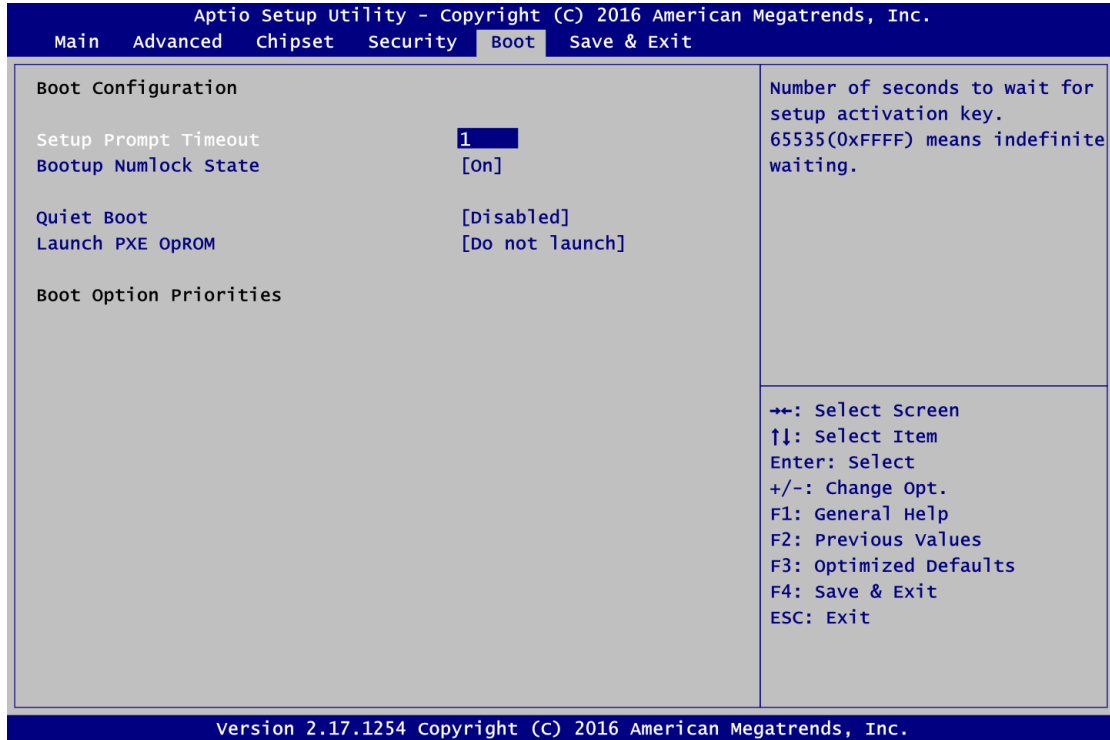 Aptio Setup Utility - Copyright (C) 2016 American Megatrends, Inc.
Main Advanced Chipset Security Boot Save & Exit
Boot Configuration
Setup Prompt Timeout 1
Bootup Numlock State [On]
Quiet Boot [Disabled]
Launch PXE OpROM [Do not launch]
Boot Option Priorities
Number of seconds to wait for
setup activation key.
65535(0xFFFF) means indefinite
waiting.
→←: Select Screen
↑↓: Select Item
Enter: Select
+/-: Change Opt.
F1: General Help
F2: Previous Values
F3: Optimized Defaults
F4: Save & Exit
ESC: Exit
Version 2.17.1254 Copyright (C) 2016 American Megatrends, Inc.